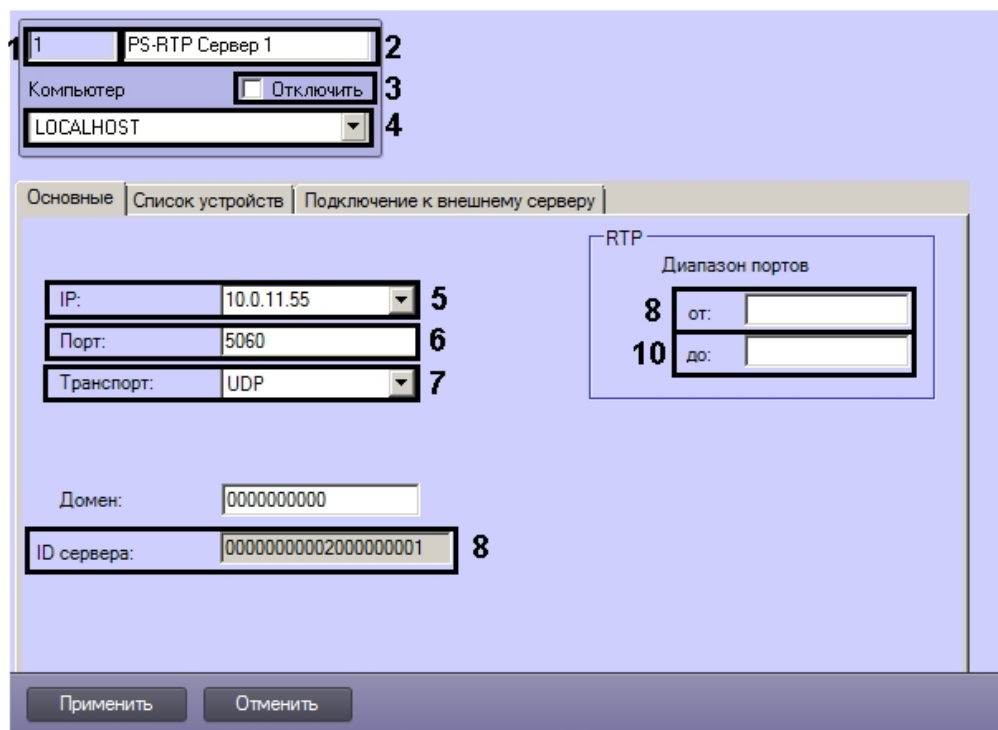 1 1 PS-RTP Сервер 1 2
Компьютер Отключить 3
LOCALHOST 4
Основные Список устройств Подключение к внешнему серверу
RTP
Диапазон портов
IP: 10.0.11.55 5 8 от:
Порт: 5060 6 10 до:
Транспорт: UDP 7
Домен: 0000000000
ID сервера: 00000000002000000001 8
Применить Отменить